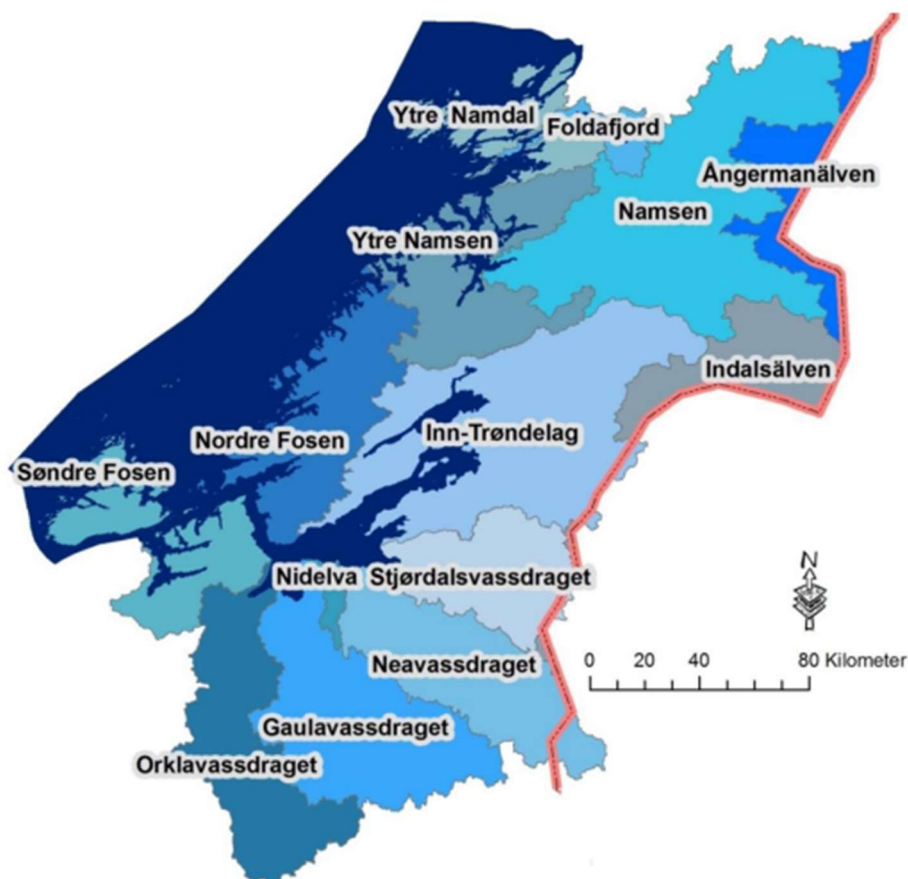 Ytre Namdal
Foldafjord
Ångermanälven
Namsen
Ytre Namsen
Indalsälven
Nordre Fosen
Inn-Trøndelag
Søndre Fosen
N
Nidelva
Stjørdalsvassdraget
Neavassdraget
0 20 40 80 Kilometer
Gaulavassdraget
Orklavassdraget